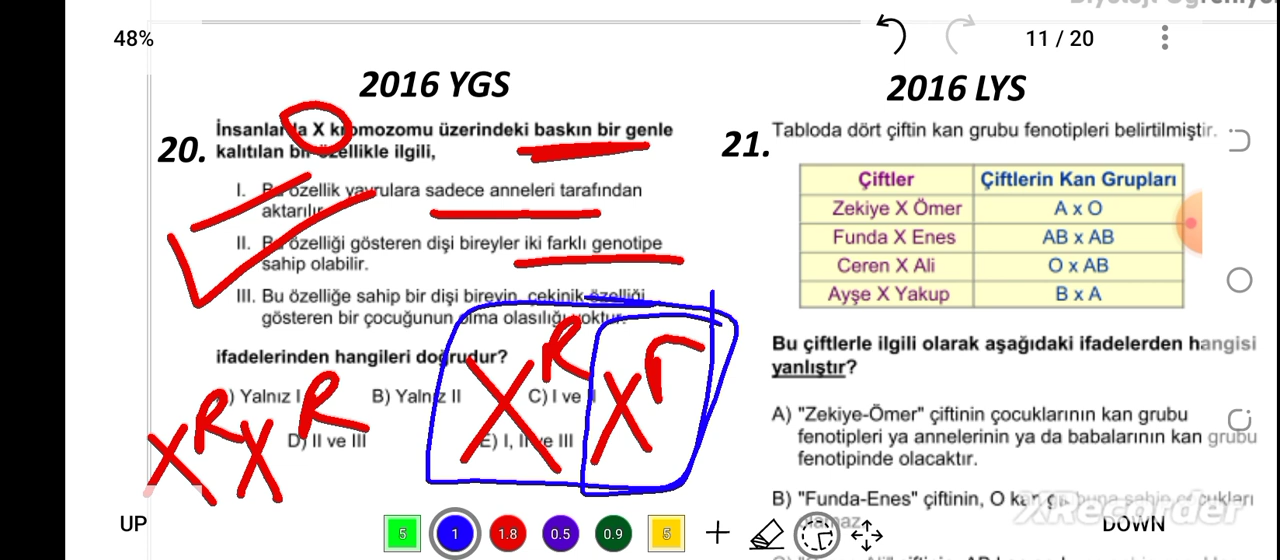 48%
11 / 20
2016 YGS
20.
İnsanlarda X kromozomu üzerindeki baskın bir genle
kalıtılan bir özellikle ilgili,
I. Bu özellik yavrulara sadece anneleri tarafından
aktarılır.
II. Bu özelliği gösteren dişi bireyler iki farklı genotipe
sahip olabilir.
III. Bu özelliğe sahip bir dişi bireyin, çekinik özelliği
gösteren bir çocuğunun olma olasılığı yoktur.
ifadelerinden hangileri doğrudur?
A) Yalnız I
B) Yalnız II
C) I ve II
D) II ve III
E) I, II ve III
X R X R
X R X r
2016 LYS
21.
Tabloda dört çiftin kan grubu fenotipleri belirtilmiştir.
Çiftler Çiftlerin Kan Grupları
Zekiye X Ömer A x O
Funda X Enes AB x AB
Ceren X Ali O x AB
Ayşe X Yakup B x A
Bu çiftlerle ilgili olarak aşağıdaki ifadelerden hangisi
yanlıştır?
A) "Zekiye-Ömer" çiftinin çocuklarının kan grubu
fenotipleri ya annelerinin ya da babalarının kan grubu
fenotipinde olacaktır.
B) "Funda-Enes" çiftinin, O kan
XRecorder
UP
5 1 1.8 0.5 0.9 5
DOWN